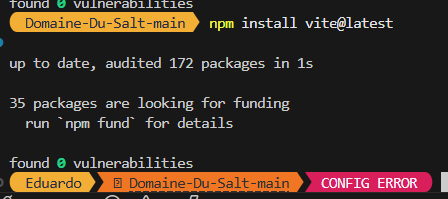 found 0 vulnerabilities
Domaine-Du-Salt-main npm install vite@latest
up to date, audited 172 packages in 1s
35 packages are looking for funding
run `npm fund` for details
found 0 vulnerabilities
Eduardo Domaine-Du-Salt-main CONFIG ERROR